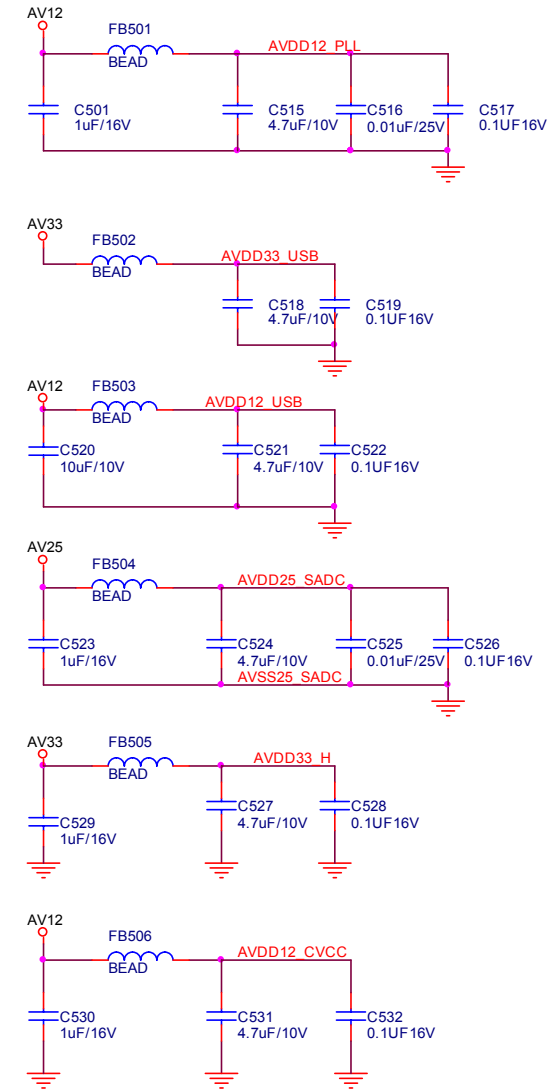 AV12
FB501
BEAD
AVDD12_PLL
C501
1uF/16V
C515
4.7uF/10V
C516
0.01uF/25V
C517
0.1UF16V
AV33
FB502
BEAD
AVDD33_USB
C518
4.7uF/10V
C519
0.1UF16V
AV12
FB503
BEAD
AVDD12_USB
C520
10uF/10V
C521
4.7uF/10V
C522
0.1UF16V
AV25
FB504
BEAD
AVDD25_SADC
C523
1uF/16V
C524
4.7uF/10V
C525
0.01uF/25V
C526
0.1UF16V
AVSS25_SADC
AV33
FB505
BEAD
AVDD33_H
C529
1uF/16V
C527
4.7uF/10V
C528
0.1UF16V
AV12
FB506
BEAD
AVDD12_CVCC
C530
1uF/16V
C531
4.7uF/10V
C532
0.1UF16V